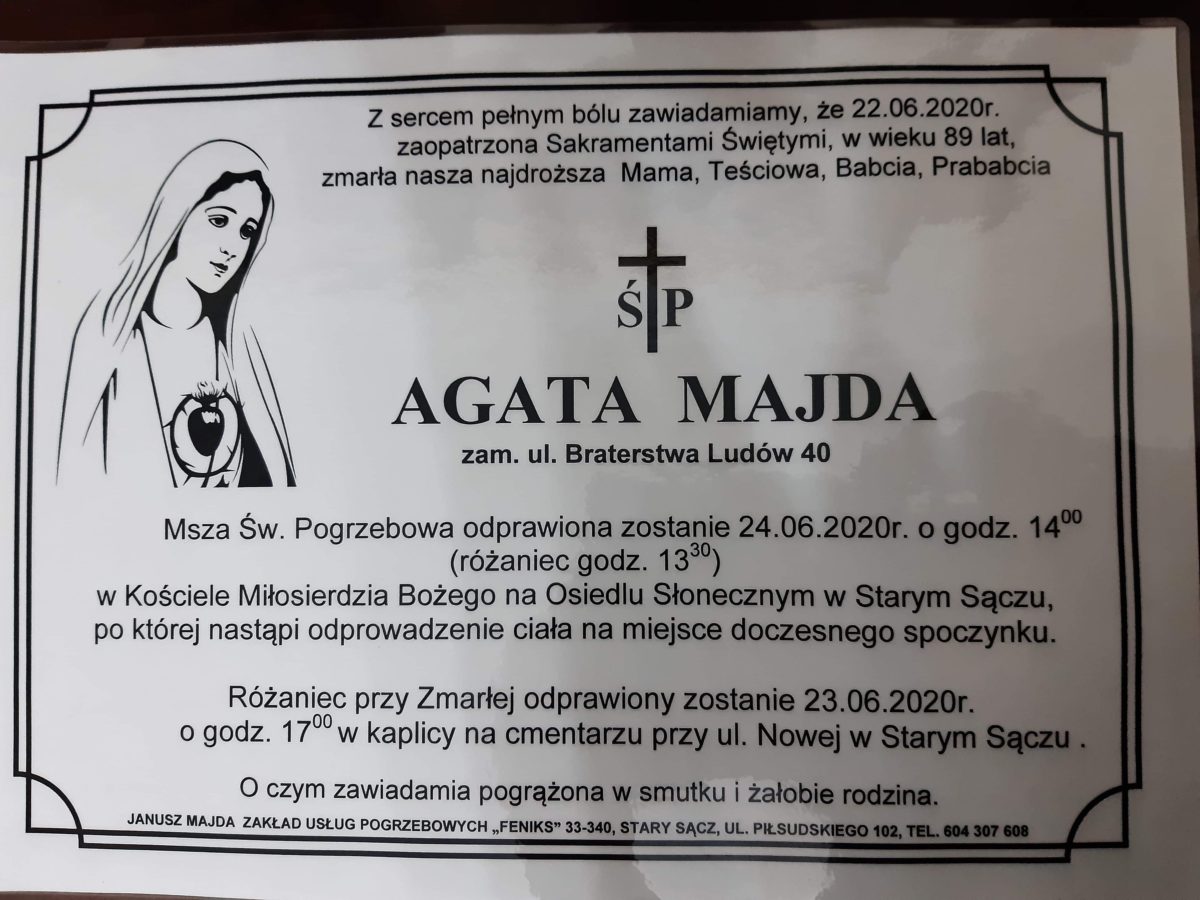 Z sercem pełnym bólu zawiadamiamy, że 22.06.2020r.
zaopatrzona Sakramentami Świętymi, w wieku 89 lat,
zmarła nasza najdroższa Mama, Teściowa, Babcia, Prababcia
Ś P
AGATA MAJDA
zam. ul. Braterstwa Ludów 40
Msza Św. Pogrzebowa odprawiona zostanie 24.06.2020r. o godz. 14⁰⁰
(różaniec godz. 13³⁰)
w Kościele Miłosierdzia Bożego na Osiedlu Słonecznym w Starym Sączu,
po której nastąpi odprowadzenie ciała na miejsce doczesnego spoczynku.
Różaniec przy Zmarłej odprawiony zostanie 23.06.2020r.
o godz. 17⁰⁰ w kaplicy na cmentarzu przy ul. Nowej w Starym Sączu .
O czym zawiadamia pogrążona w smutku i żałobie rodzina.
JANUSZ MAJDA ZAKŁAD USŁUG POGRZEBOWYCH „FENIKS” 33-340, STARY SĄCZ, UL. PIŁSUDSKIEGO 102, TEL. 604 307 608